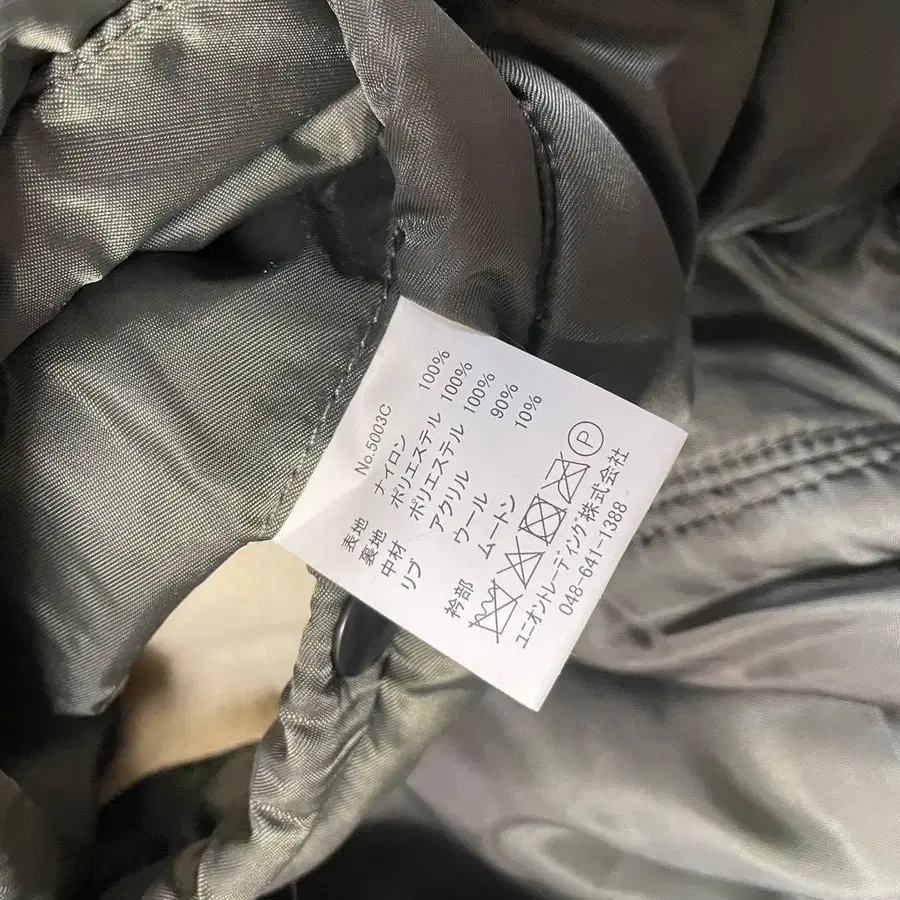 No.5003C
表地 ナイロン 100%
裏地 ポリエステル 100%
中材 ポリエステル 100%
リブ アクリル 90%
ウール 10%
衿部 ムートン
P
ユニオントレーディング株式会社
048-641-1388